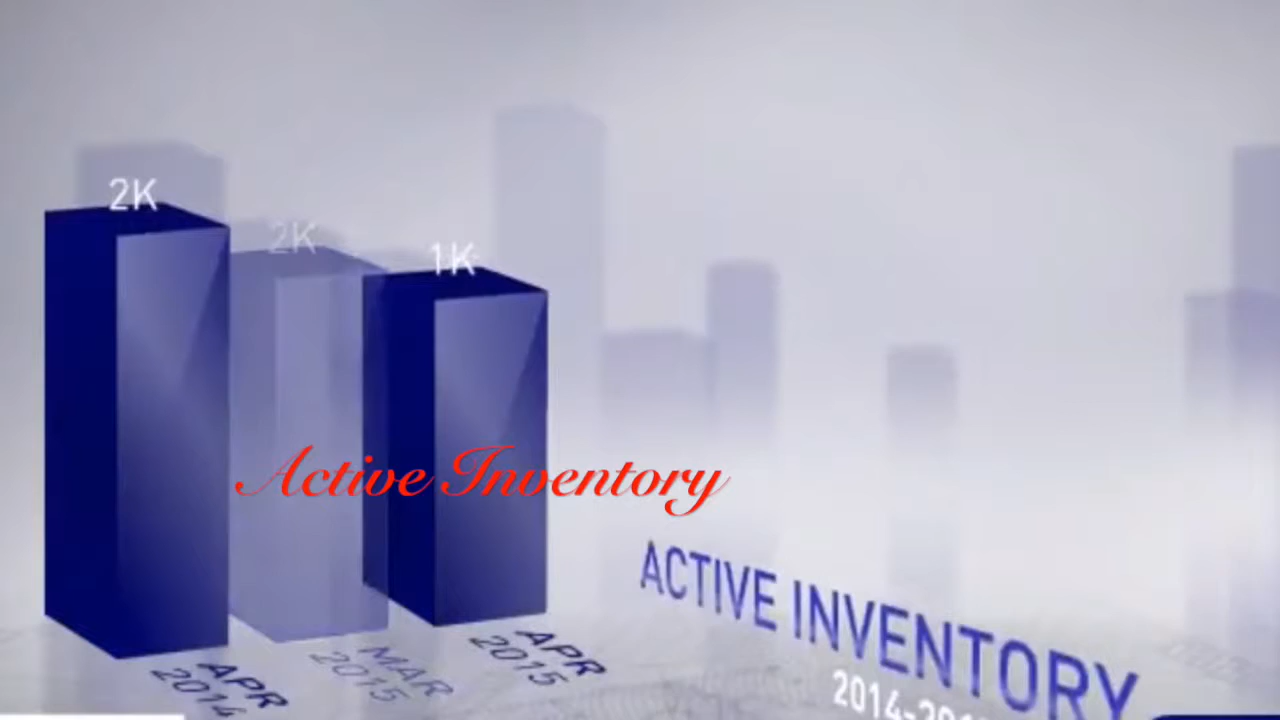 2K
2K
1K
Active Inventory
ACTIVE INVENTORY
APR
2014
MAR
2015
APR
2015